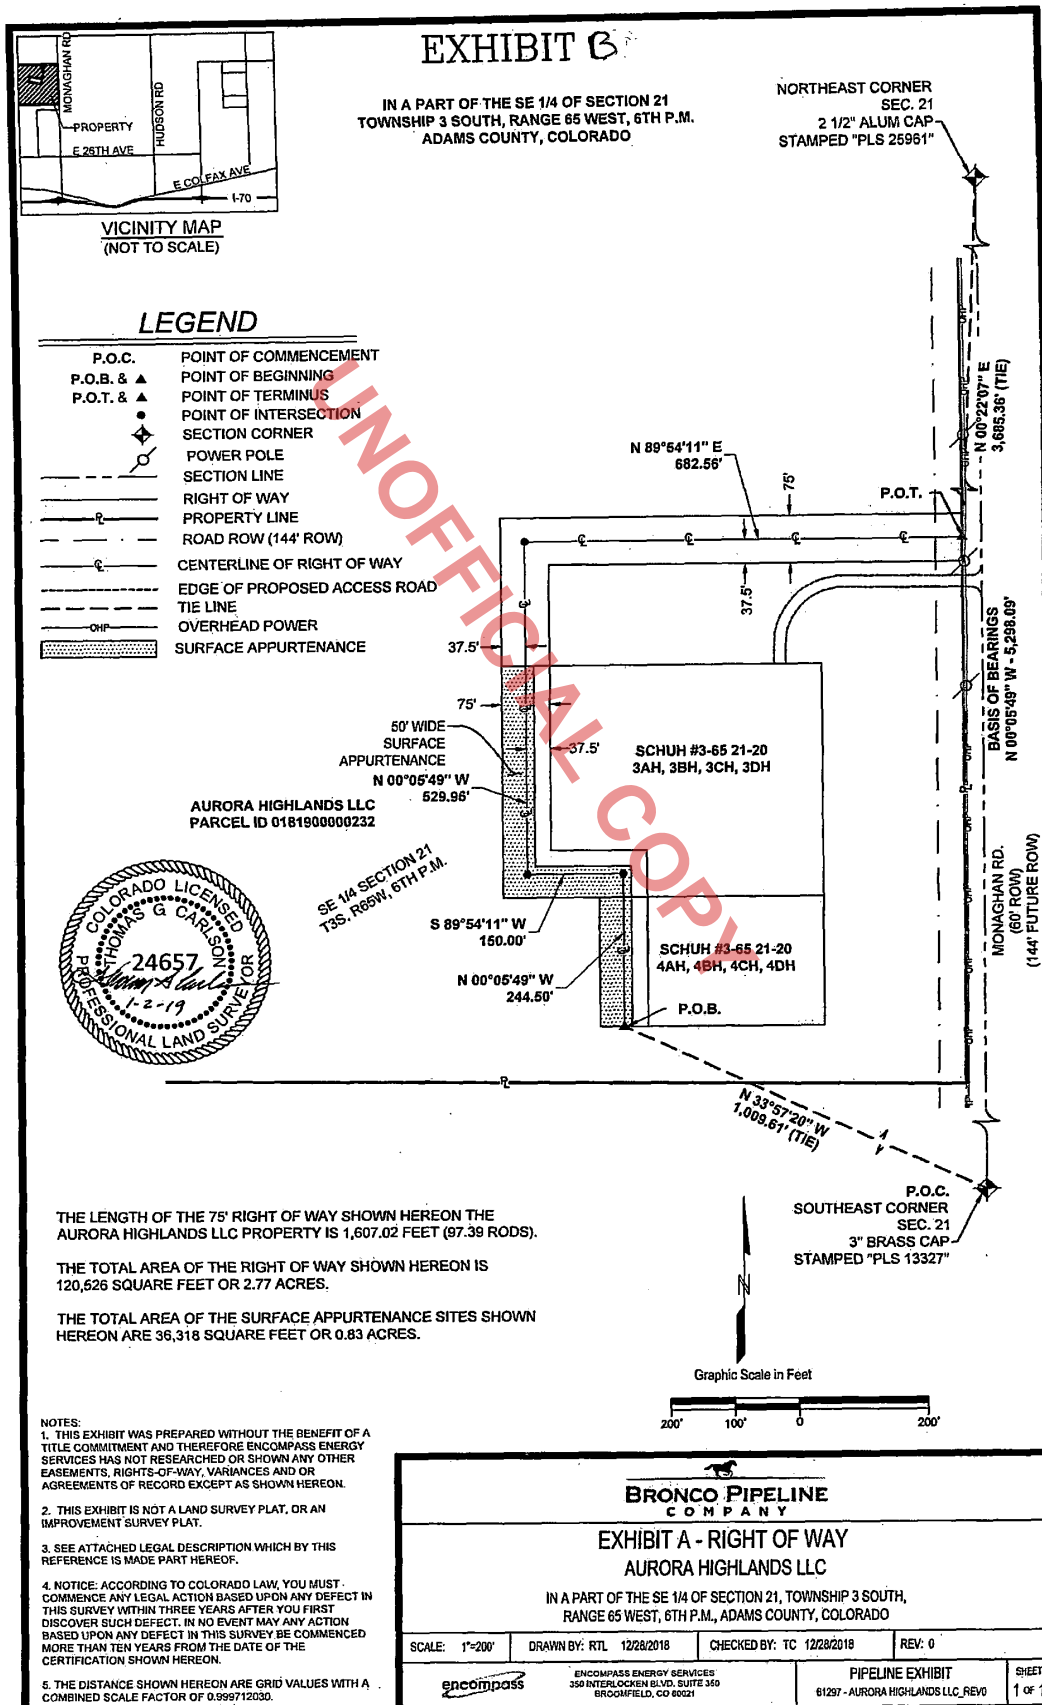 EXHIBIT B
IN A PART OF THE SE 1/4 OF SECTION 21
TOWNSHIP 3 SOUTH, RANGE 65 WEST, 6TH P.M.
ADAMS COUNTY, COLORADO
MONAGHAN RD
HUDSON RD
PROPERTY
E 26TH AVE
E COLFAX AVE
I-70
VICINITY MAP
(NOT TO SCALE)
NORTHEAST CORNER
SEC. 21
2 1/2" ALUM CAP
STAMPED "PLS 25961"
LEGEND
P.O.C. POINT OF COMMENCEMENT
P.O.B. & ▲ POINT OF BEGINNING
P.O.T. & ▲ POINT OF TERMINUS
POINT OF INTERSECTION
SECTION CORNER
POWER POLE
SECTION LINE
RIGHT OF WAY
PROPERTY LINE
ROAD ROW (144' ROW)
CENTERLINE OF RIGHT OF WAY
EDGE OF PROPOSED ACCESS ROAD
TIE LINE
OHP OVERHEAD POWER
SURFACE APPURTENANCE
UNOFFICIAL COPY
N 00°22'07" E
3,685.36' (TIE)
N 89°54'11" E
682.56'
75'
P.O.T.
37.5'
37.5'
75'
50' WIDE
SURFACE
APPURTENANCE
37.5'
N 00°05'49" W
529.96'
SCHUH #3-65 21-20
3AH, 3BH, 3CH, 3DH
BASIS OF BEARINGS
N 00°05'49" W - 5,298.09'
AURORA HIGHLANDS LLC
PARCEL ID 0181900000232
SE 1/4 SECTION 21
T3S, R65W, 6TH P.M.
S 89°54'11" W
150.00'
SCHUH #3-65 21-20
4AH, 4BH, 4CH, 4DH
N 00°05'49" W
244.50'
P.O.B.
MONAGHAN RD.
(60' ROW)
(144' FUTURE ROW)
COLORADO LICENSED
THOMAS G CARLSON
24657
1-2-19
PROFESSIONAL LAND SURVEYOR
N 33°57'20" W
1,009.61' (TIE)
P.O.C.
SOUTHEAST CORNER
SEC. 21
3" BRASS CAP
STAMPED "PLS 13327"
THE LENGTH OF THE 75' RIGHT OF WAY SHOWN HEREON THE
AURORA HIGHLANDS LLC PROPERTY IS 1,607.02 FEET (97.39 RODS).
THE TOTAL AREA OF THE RIGHT OF WAY SHOWN HEREON IS
120,526 SQUARE FEET OR 2.77 ACRES.
THE TOTAL AREA OF THE SURFACE APPURTENANCE SITES SHOWN
HEREON ARE 36,318 SQUARE FEET OR 0.83 ACRES.
N
Graphic Scale in Feet
200' 100' 0 200'
NOTES:
1. THIS EXHIBIT WAS PREPARED WITHOUT THE BENEFIT OF A
TITLE COMMITMENT AND THEREFORE ENCOMPASS ENERGY
SERVICES HAS NOT RESEARCHED OR SHOWN ANY OTHER
EASEMENTS, RIGHTS-OF-WAY, VARIANCES AND OR
AGREEMENTS OF RECORD EXCEPT AS SHOWN HEREON.
2. THIS EXHIBIT IS NOT A LAND SURVEY PLAT, OR AN
IMPROVEMENT SURVEY PLAT.
3. SEE ATTACHED LEGAL DESCRIPTION WHICH BY THIS
REFERENCE IS MADE PART HEREOF.
4. NOTICE: ACCORDING TO COLORADO LAW, YOU MUST
COMMENCE ANY LEGAL ACTION BASED UPON ANY DEFECT IN
THIS SURVEY WITHIN THREE YEARS AFTER YOU FIRST
DISCOVER SUCH DEFECT. IN NO EVENT MAY ANY ACTION
BASED UPON ANY DEFECT IN THIS SURVEY BE COMMENCED
MORE THAN TEN YEARS FROM THE DATE OF THE
CERTIFICATION SHOWN HEREON.
5. THE DISTANCE SHOWN HEREON ARE GRID VALUES WITH A
COMBINED SCALE FACTOR OF 0.999712030.
BRONCO PIPELINE
COMPANY
EXHIBIT A - RIGHT OF WAY
AURORA HIGHLANDS LLC
IN A PART OF THE SE 1/4 OF SECTION 21, TOWNSHIP 3 SOUTH,
RANGE 65 WEST, 6TH P.M., ADAMS COUNTY, COLORADO
SCALE: 1"=200' DRAWN BY: RTL 12/28/2018 CHECKED BY: TC 12/28/2018 REV: 0
encompass
ENCOMPASS ENERGY SERVICES
350 INTERLOCKEN BLVD. SUITE 350
BROOMFIELD, CO 80021
PIPELINE EXHIBIT
61297 - AURORA HIGHLANDS LLC_REV0
SHEET
1 OF 1